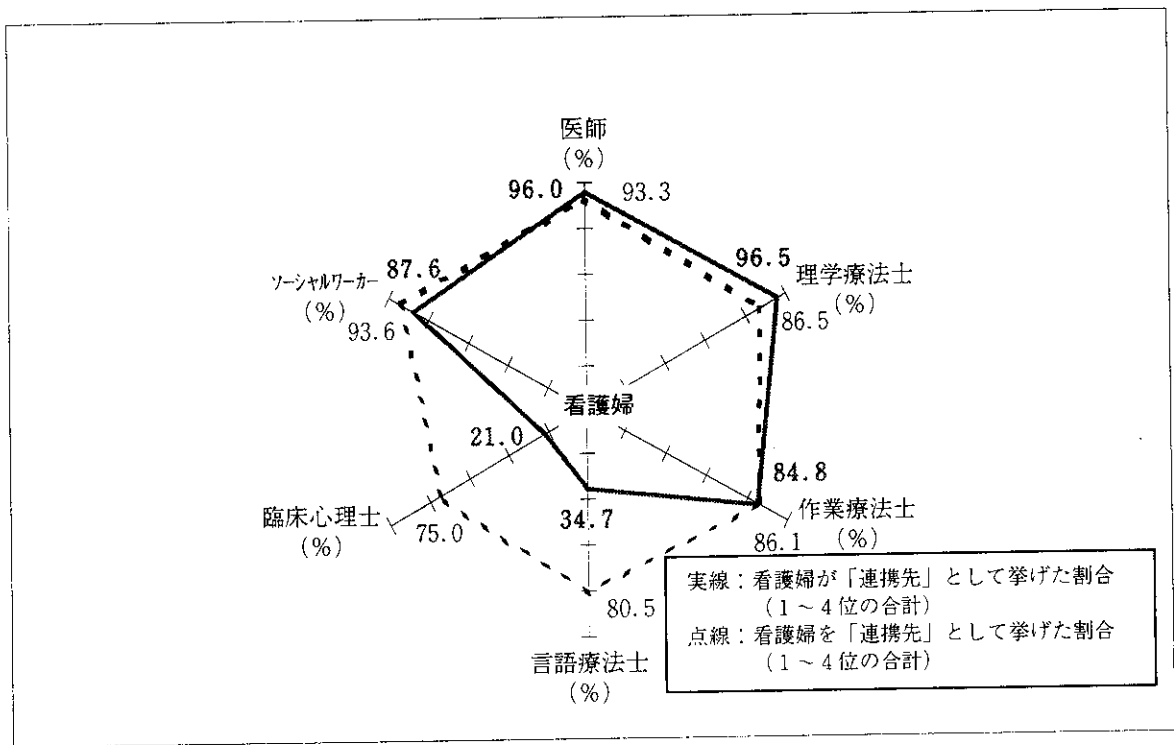 医師
(%)
96.0
93.3
96.5
理学療法士
(%)
86.5
87.6
ソーシャルワーカー
(%)
93.6
看護婦
21.0
臨床心理士
(%)
75.0
34.7
84.8
作業療法士
(%)
86.1
80.5
言語療法士
(%)
実線：看護婦が「連携先」として挙げた割合
(1～4位の合計)
点線：看護婦を「連携先」として挙げた割合
(1～4位の合計)